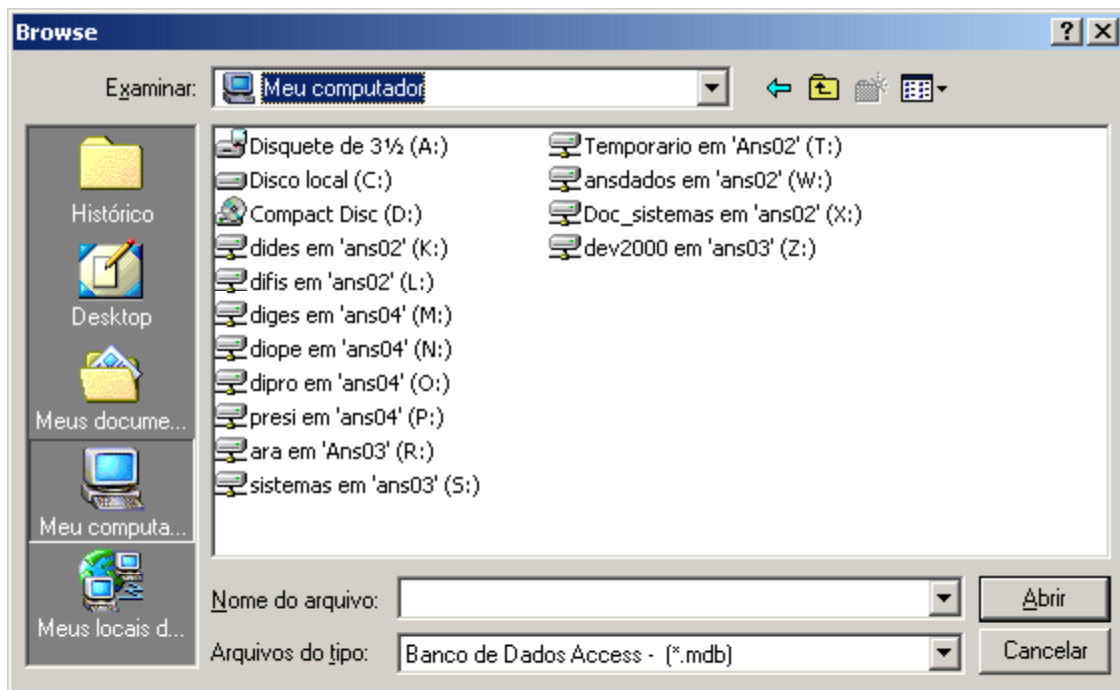 Browse
Examinar: Meu computador
Histórico
Desktop
Meus docume...
Meu computa...
Meus locais d...
Disquete de 3½ (A:)
Disco local (C:)
Compact Disc (D:)
dides em 'ans02' (K:)
difis em 'ans02' (L:)
diges em 'ans04' (M:)
diope em 'ans04' (N:)
dipro em 'ans04' (O:)
presi em 'ans04' (P:)
ara em 'Ans03' (R:)
sistemas em 'ans03' (S:)
Temporario em 'Ans02' (T:)
ansdados em 'ans02' (W:)
Doc_sistemas em 'ans02' (X:)
dev2000 em 'ans03' (Z:)
Nome do arquivo:
Abrir
Arquivos do tipo: Banco de Dados Access - (*.mdb)
Cancelar